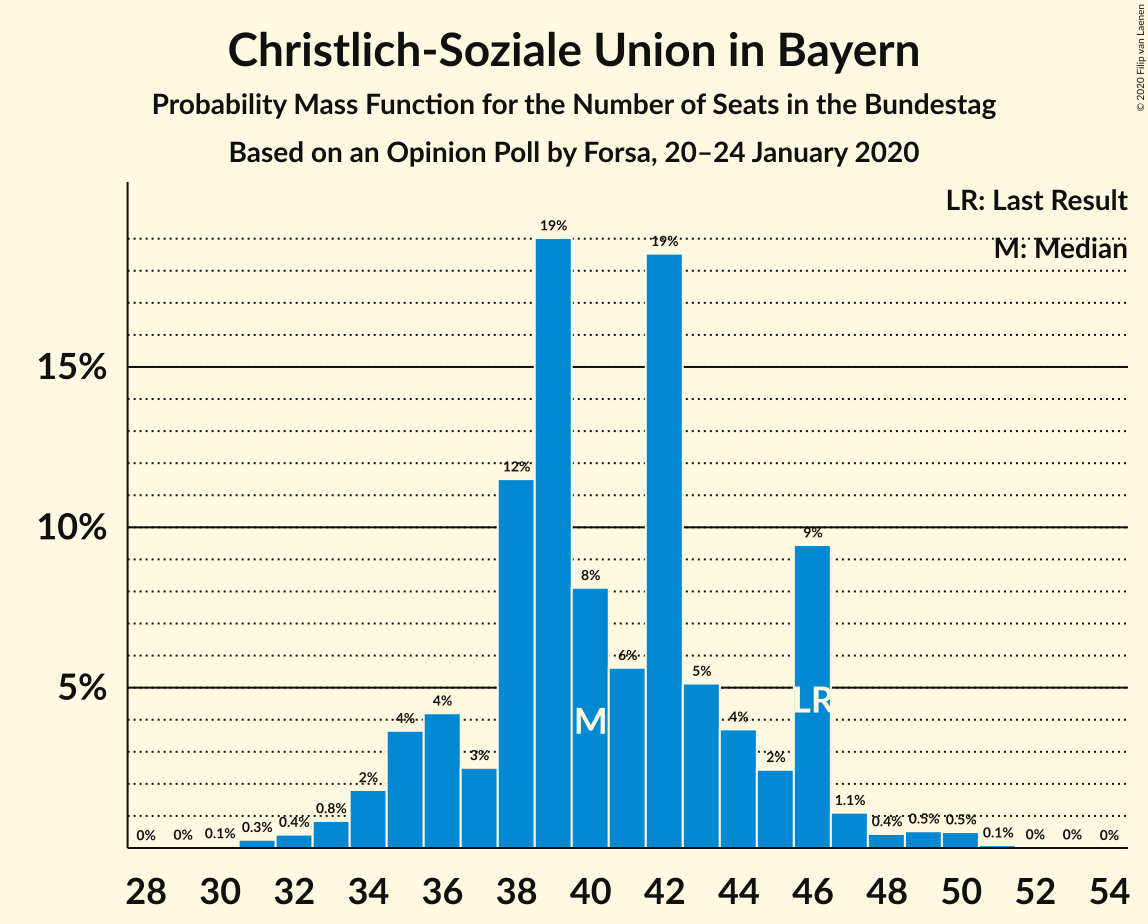 Christlich-Soziale Union in Bayern
Probability Mass Function for the Number of Seats in the Bundestag
Based on an Opinion Poll by Forsa, 20–24 January 2020
© 2020 Filip van Laenen
LR: Last Result
M: Median
15%
10%
5%
0% 0% 0.1% 0.3% 0.4% 0.8% 2% 4% 4% 3% 12% 19% 8% 6% 19% 5% 4% 2% 9% 1.1% 0.4% 0.5% 0.5% 0.1% 0% 0% 0%
M
LR
28 30 32 34 36 38 40 42 44 46 48 50 52 54